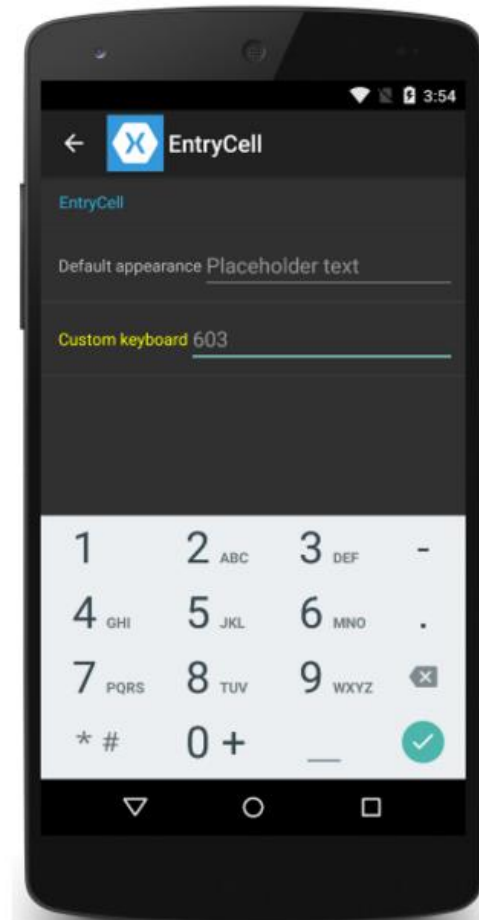 3:54
EntryCell
EntryCell
Default appearance Placeholder text
Custom keyboard 603
1 2 ABC 3 DEF -
4 GHI 5 JKL 6 MNO .
7 PQRS 8 TUV 9 WXYZ
* # 0 + _